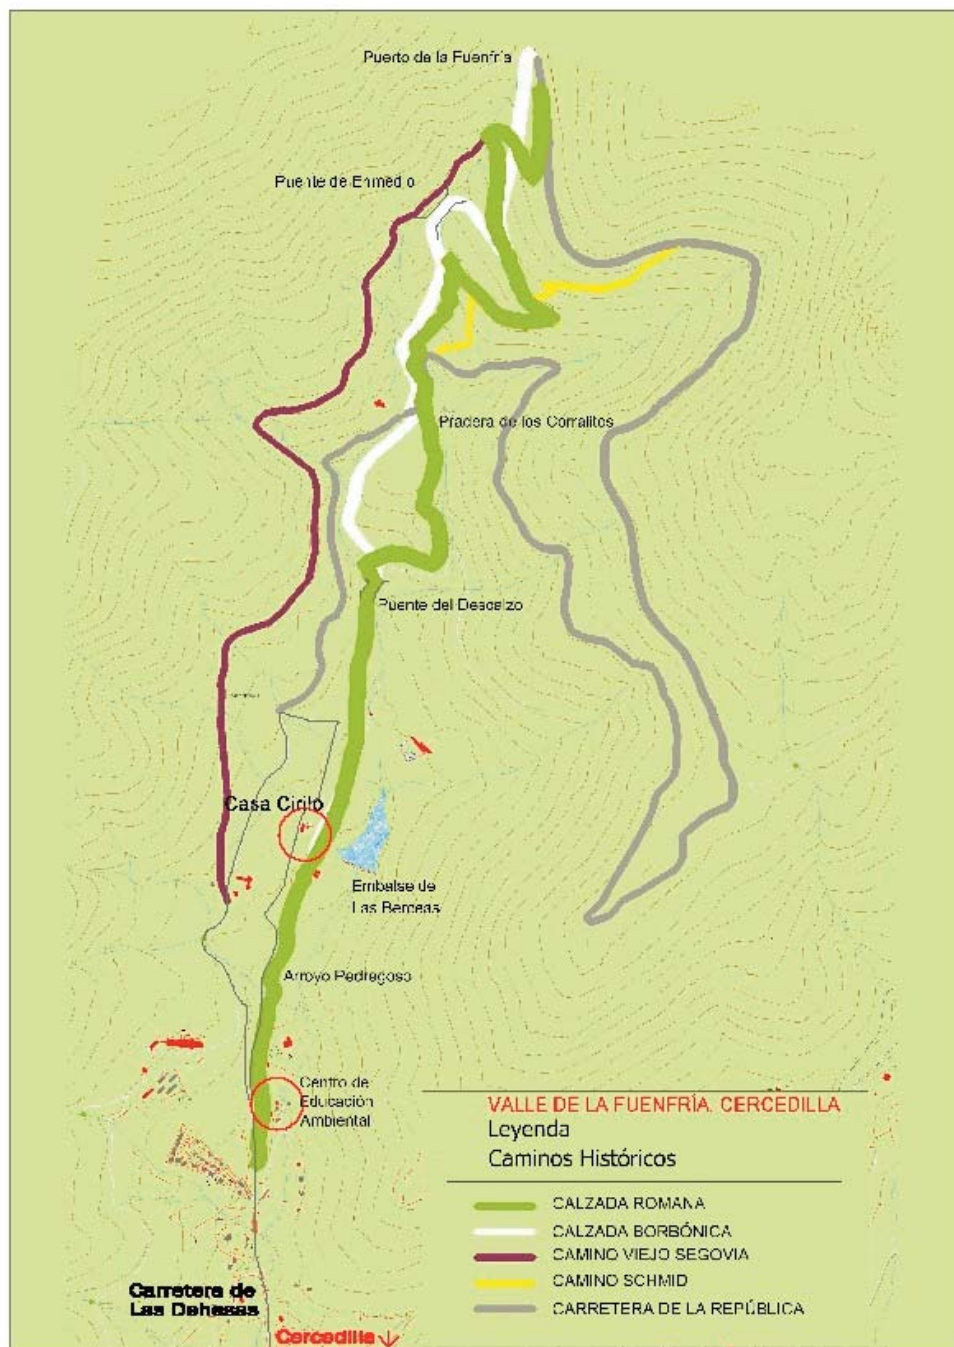 Puerto de la Fuenfría
Puente de Enmedio
Pradera de los Corralitos
Puente del Descalzo
Casa Cirilo
Embalse de
Las Berceas
Arroyo Pedregoso
Centro de
Educación
Ambiental
VALLE DE LA FUENFRÍA. CERCEDILLA
Leyenda
Caminos Históricos
CALZADA ROMANA
CALZADA BORBÓNICA
CAMINO VIEJO SEGOVIA
CAMINO SCHMID
CARRETERA DE LA REPÚBLICA
Carretera de
Las Dehesas
Cercedilla